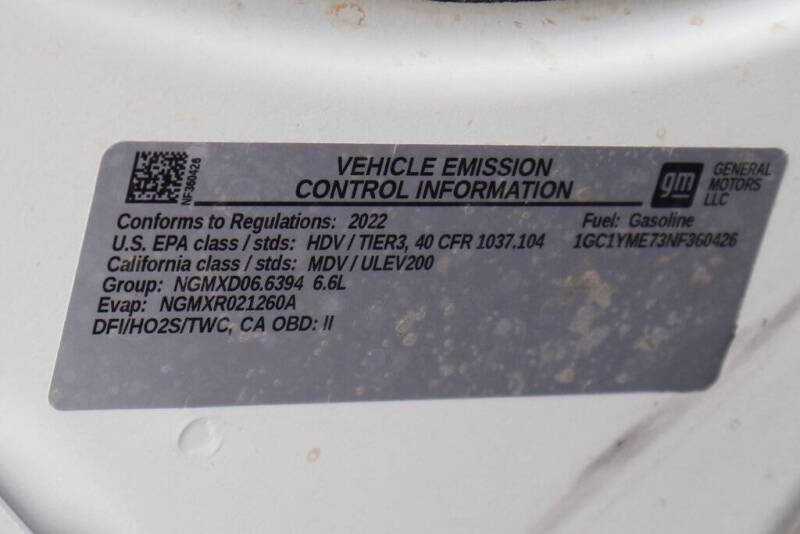 NF360426
VEHICLE EMISSION
CONTROL INFORMATION
gm
GENERAL
MOTORS
LLC
Conforms to Regulations: 2022
Fuel: Gasoline
U.S. EPA class / stds: HDV / TIER3, 40 CFR 1037.104
1GC1YME73NF360426
California class / stds: MDV / ULEV200
Group: NGMXD06.6394 6.6L
Evap: NGMXR021260A
DFI/HO2S/TWC, CA OBD: II